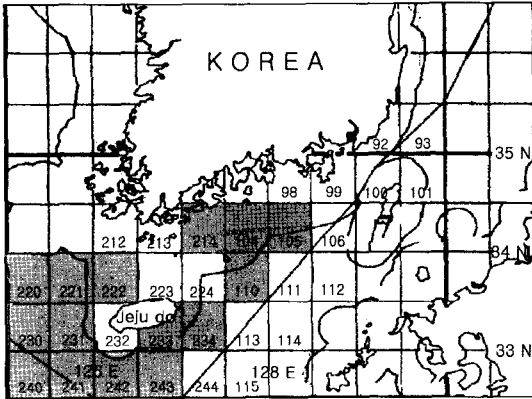 KOREA
92 93
35 N
98 99 100 101
212 213 214 104 105 106
34 N
220 221 222 223 224 110 111 112
Jeju do
230 231 232 233 234 113 114
33 N
126 E 128 E
240 241 242 243 244 115